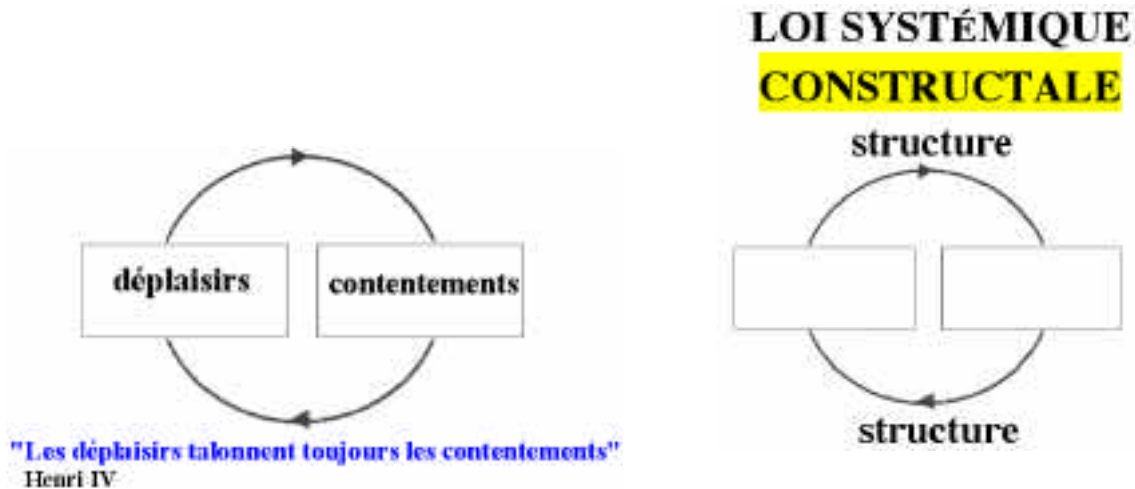 déplaisirs
contentements
"Les déplaisirs talonnent toujours les contentements"
Henri IV
LOI SYSTÉMIQUE
CONSTRUCTALE
structure
structure